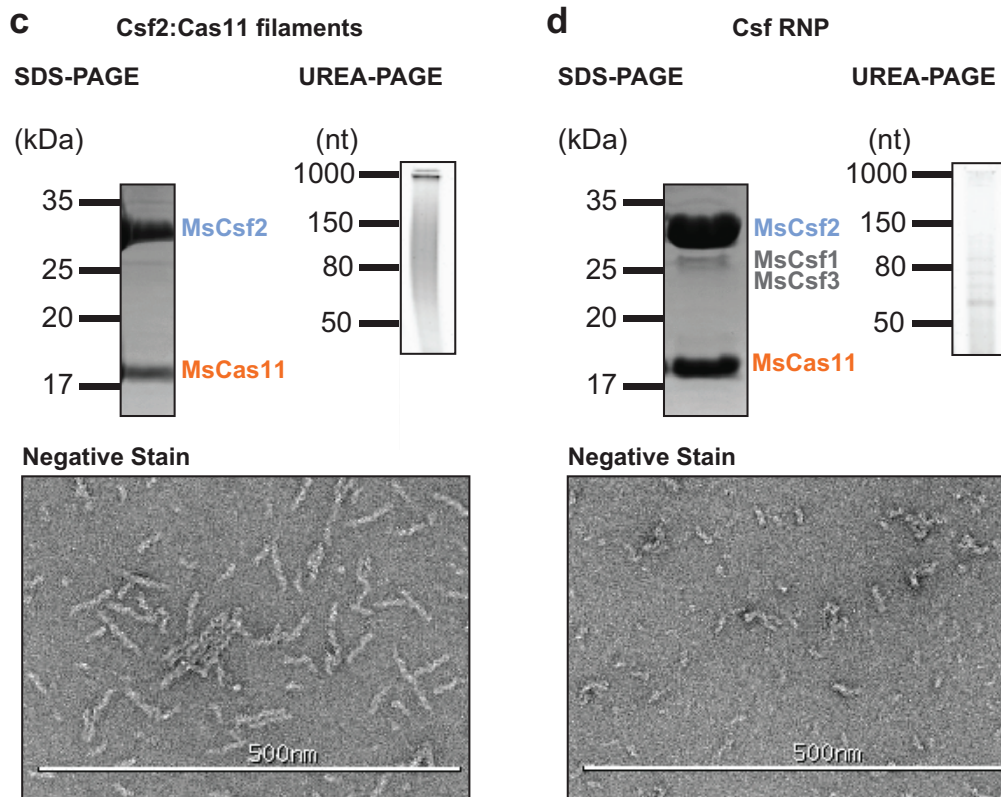 c
Csf2:Cas11 filaments
SDS-PAGE
UREA-PAGE
(kDa)
(nt)
35
25
20
17
MsCsf2
MsCas11
1000
150
80
50
Negative Stain
500nm
d
Csf RNP
SDS-PAGE
UREA-PAGE
(kDa)
(nt)
35
25
20
17
MsCsf2
MsCsf1
MsCsf3
MsCas11
1000
150
80
50
Negative Stain
500nm